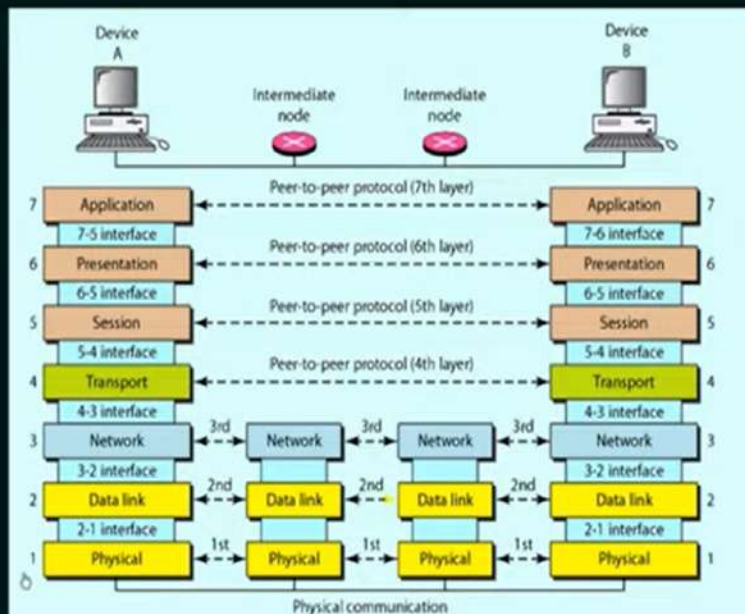 Device
A
Device
B
Intermediate
node
Intermediate
node
Peer-to-peer protocol (7th layer)
7 Application
Application 7
7-5 interface
7-6 interface
Peer-to-peer protocol (6th layer)
6 Presentation
Presentation 6
6-5 interface
6-5 interface
Peer-to-peer protocol (5th layer)
5 Session
Session 5
5-4 interface
5-4 interface
Peer-to-peer protocol (4th layer)
4 Transport
Transport 4
4-3 interface
4-3 interface
3 Network 3rd Network 3rd Network 3rd Network 3
3-2 interface
3-2 interface
2 Data link 2nd Data link 2nd Data link 2nd Data link 2
2-1 interface
2-1 interface
1 Physical 1st Physical 1st Physical 1st Physical 1
Physical communication